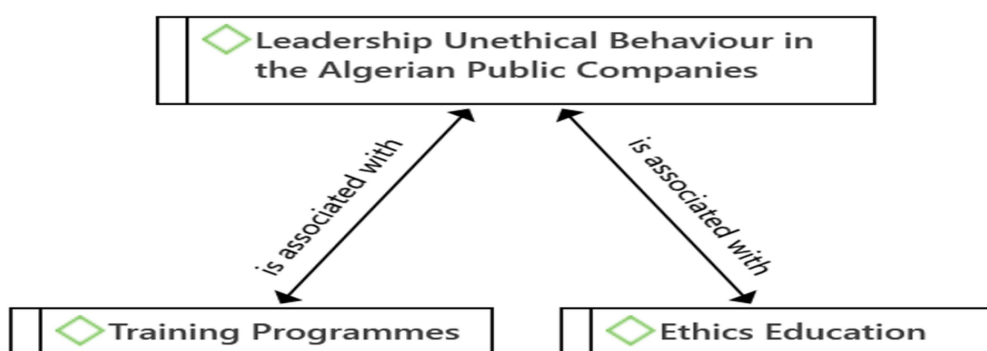 Leadership Unethical Behaviour in
the Algerian Public Companies
is associated with
is associated with
Training Programmes
Ethics Education